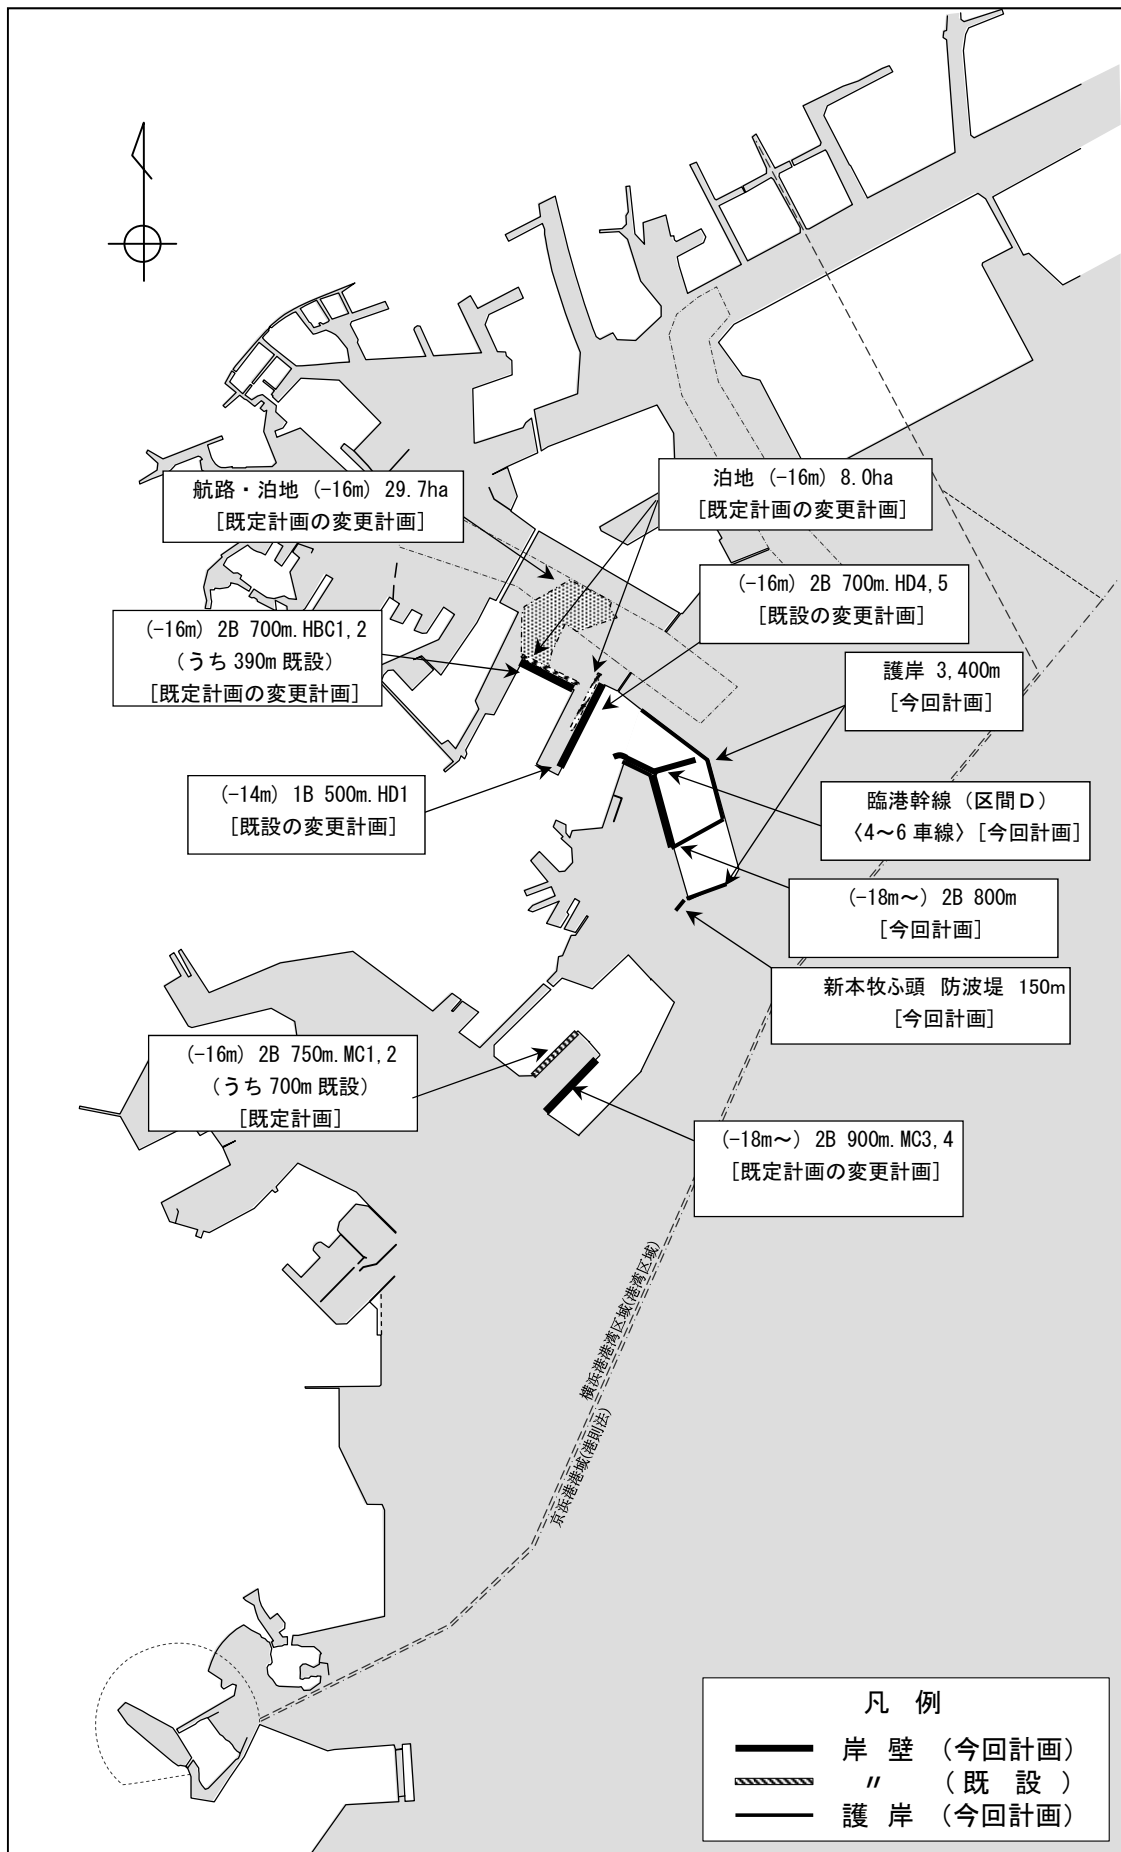 航路・泊地 (-16m) 29.7ha
[既定計画の変更計画]
泊地 (-16m) 8.0ha
[既定計画の変更計画]
(-16m) 2B 700m.HD4,5
[既設の変更計画]
(-16m) 2B 700m.HBC1,2
(うち 390m 既設)
[既定計画の変更計画]
護岸 3,400m
[今回計画]
(-14m) 1B 500m.HD1
[既設の変更計画]
臨港幹線（区間Ｄ）
〈4～6 車線〉[今回計画]
(-18m～) 2B 800m
[今回計画]
新本牧ふ頭 防波堤 150m
[今回計画]
(-16m) 2B 750m.MC1,2
(うち 700m 既設)
[既定計画]
(-18m～) 2B 900m.MC3,4
[既定計画の変更計画]
横浜港港湾区域(港湾区域)
京浜港港域(港則法)
凡 例
岸 壁 (今回計画)
〃 (既 設)
護 岸 (今回計画)